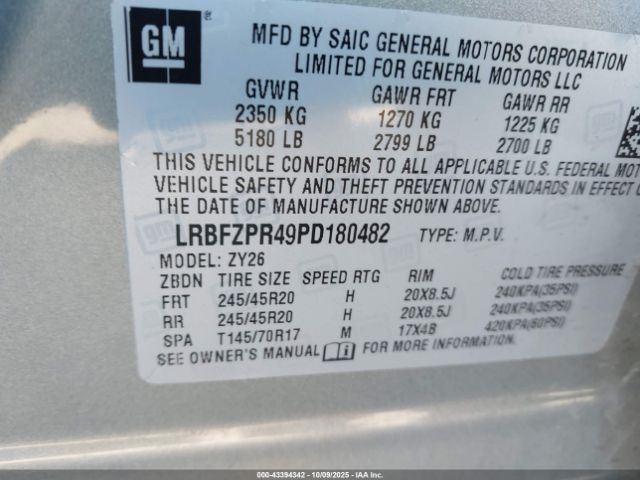 GM
MFD BY SAIC GENERAL MOTORS CORPORATION
LIMITED FOR GENERAL MOTORS LLC
GVWR GAWR FRT GAWR RR
2350 KG 1270 KG 1225 KG
5180 LB 2799 LB 2700 LB
THIS VEHICLE CONFORMS TO ALL APPLICABLE U.S. FEDERAL MOT
VEHICLE SAFETY AND THEFT PREVENTION STANDARDS IN EFFECT
THE DATE OF MANUFACTURE SHOWN ABOVE.
LRBFZPR49PD180482 TYPE: M.P.V.
MODEL: ZY26
ZBDN TIRE SIZE SPEED RTG RIM COLD TIRE PRESSURE
FRT 245/45R20 H 20X8.5J 240KPA(35PSI)
RR 245/45R20 H 20X8.5J 240KPA(35PSI)
SPA T145/70R17 M 17X4B 420KPA(60PSI)
SEE OWNER'S MANUAL FOR MORE INFORMATION.
000-43394342 | 10/09/2025 - IAA, Inc.